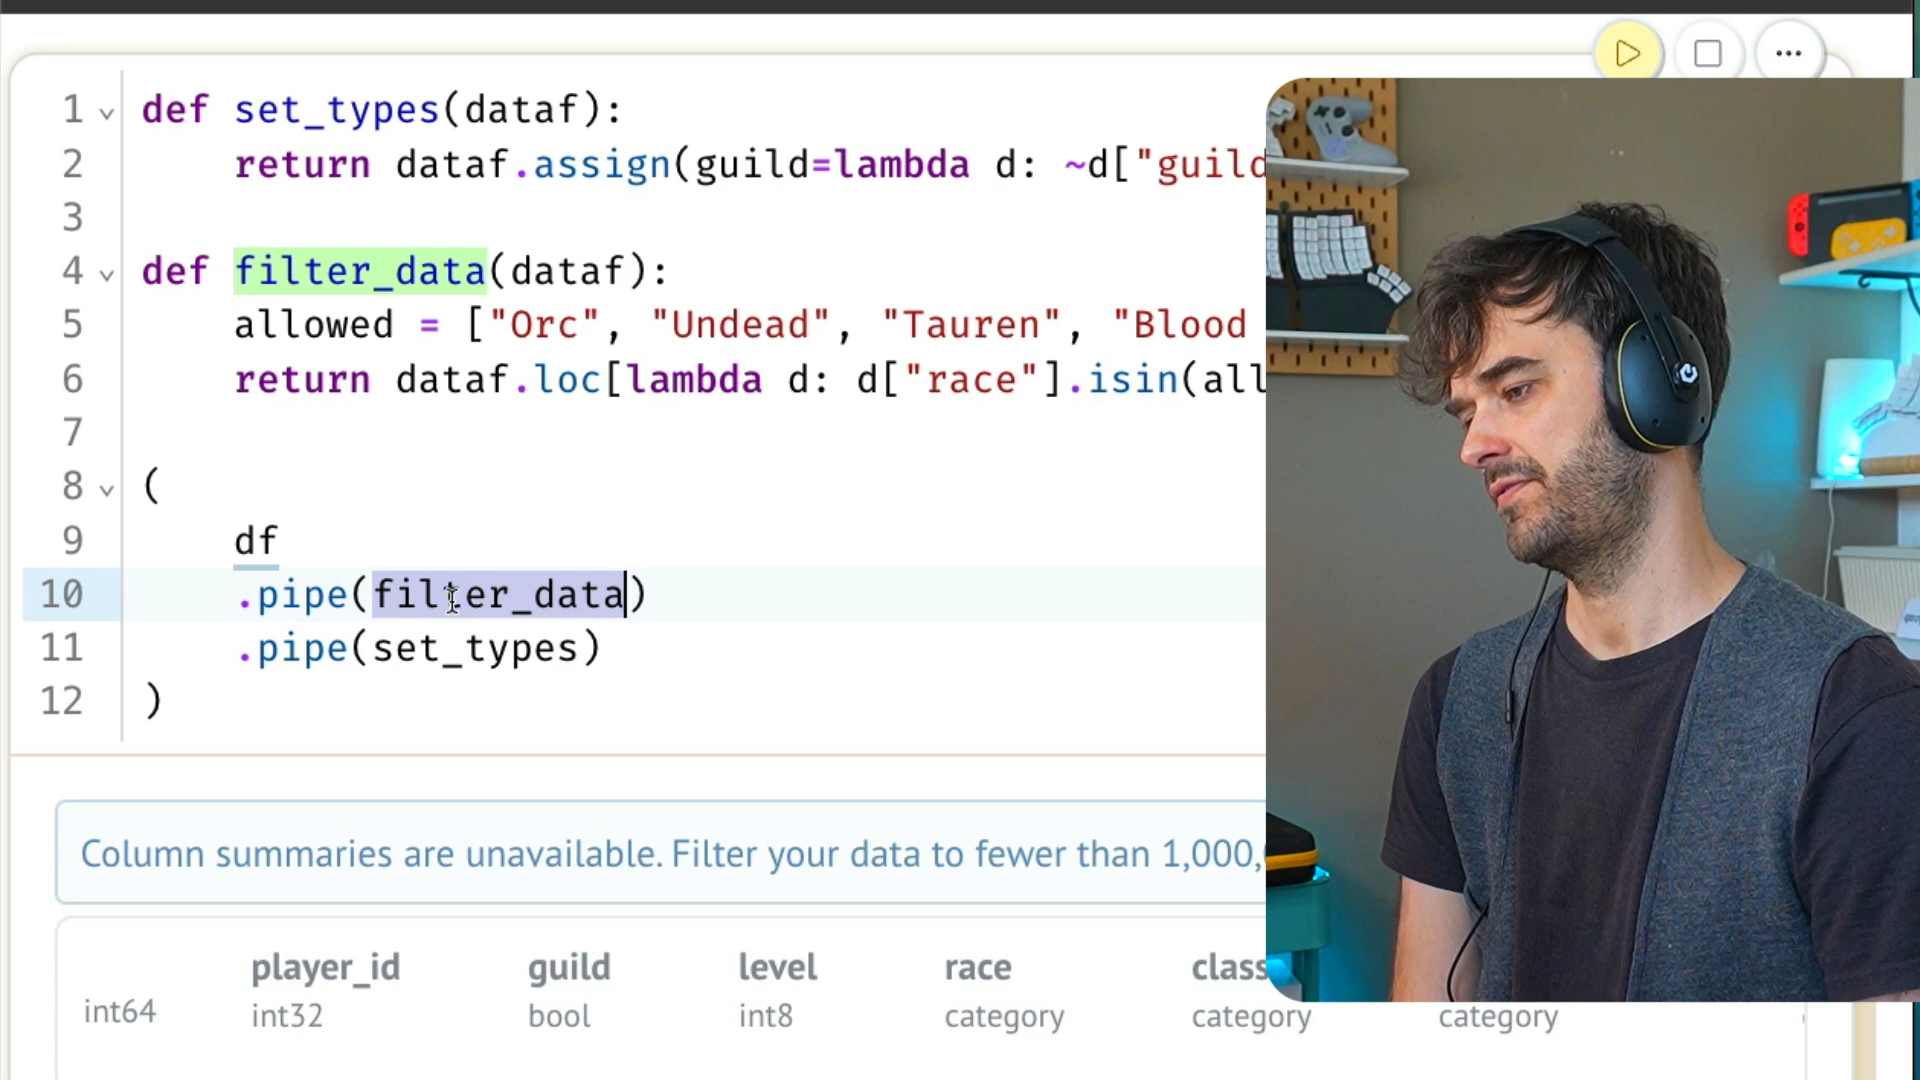 1 def set_types(dataf):
2 return dataf.assign(guild=lambda d: ~d["guild
3
4 def filter_data(dataf):
5 allowed = ["Orc", "Undead", "Tauren", "Blood
6 return dataf.loc[lambda d: d["race"].isin(all
7
8 (
9 df
10 .pipe(filter_data)
11 .pipe(set_types)
12 )
Column summaries are unavailable. Filter your data to fewer than 1,000,
player_id guild level race class
int64 int32 bool int8 category category category